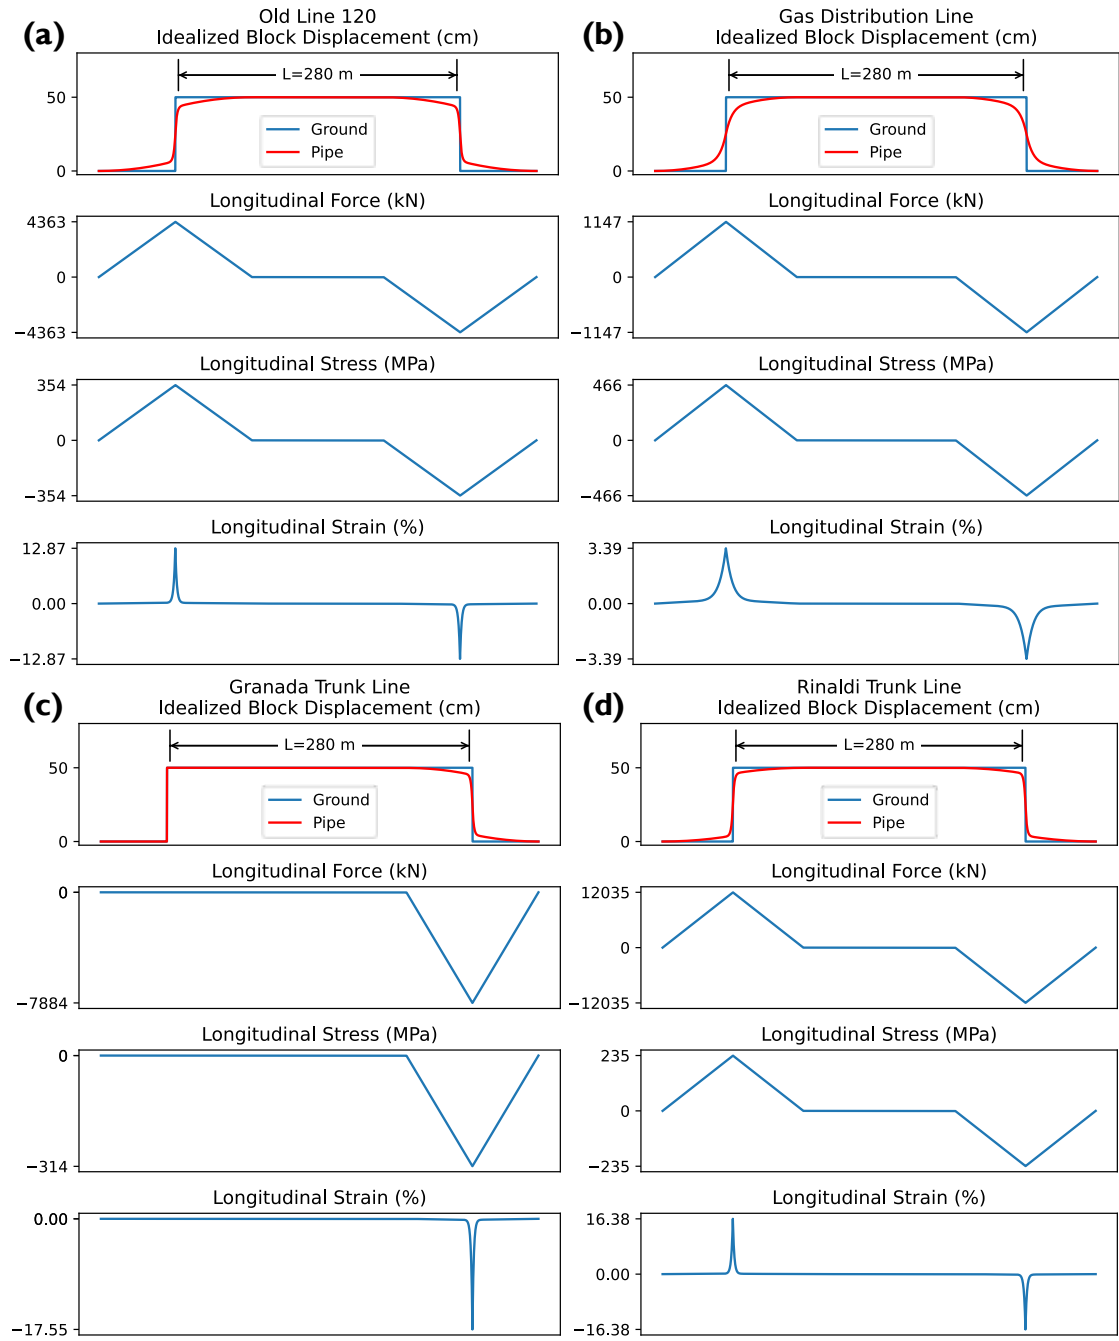 (a)
Old Line 120
Idealized Block Displacement (cm)
L=280 m
50
0
Ground
Pipe
Longitudinal Force (kN)
4363
0
−4363
Longitudinal Stress (MPa)
354
0
−354
Longitudinal Strain (%)
12.87
0.00
−12.87
(b)
Gas Distribution Line
Idealized Block Displacement (cm)
L=280 m
50
0
Ground
Pipe
Longitudinal Force (kN)
1147
0
−1147
Longitudinal Stress (MPa)
466
0
−466
Longitudinal Strain (%)
3.39
0.00
−3.39
(c)
Granada Trunk Line
Idealized Block Displacement (cm)
L=280 m
50
0
Ground
Pipe
Longitudinal Force (kN)
0
−7884
Longitudinal Stress (MPa)
0
−314
Longitudinal Strain (%)
0.00
−17.55
(d)
Rinaldi Trunk Line
Idealized Block Displacement (cm)
L=280 m
50
0
Ground
Pipe
Longitudinal Force (kN)
12035
0
−12035
Longitudinal Stress (MPa)
235
0
−235
Longitudinal Strain (%)
16.38
0.00
−16.38